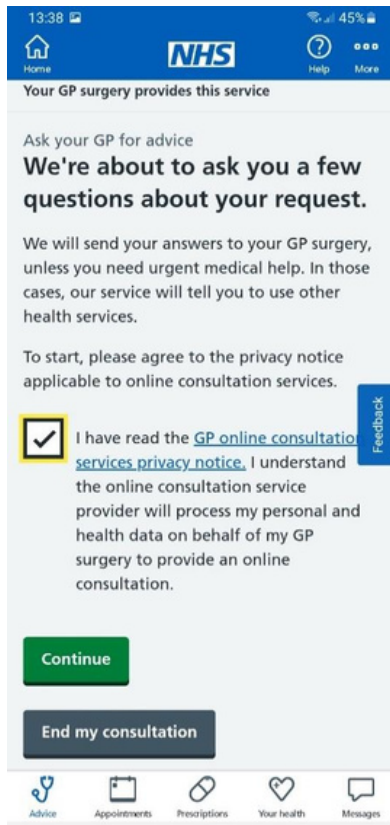 13:38 45%
NHS
Home Help More
Your GP surgery provides this service
Ask your GP for advice
We're about to ask you a few
questions about your request.
We will send your answers to your GP surgery,
unless you need urgent medical help. In those
cases, our service will tell you to use other
health services.
To start, please agree to the privacy notice
applicable to online consultation services.
Feedback
I have read the GP online consultation
services privacy notice. I understand
the online consultation service
provider will process my personal and
health data on behalf of my GP
surgery to provide an online
consultation.
Continue
End my consultation
Advice Appointments Prescriptions Your health Messages